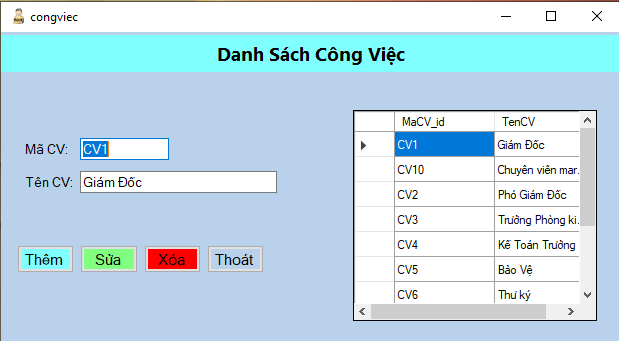 congviec
Danh Sách Công Việc
Mã CV: CV1
Tên CV: Giám Đốc
Thêm Sửa Xóa Thoát
MaCV_id TenCV
CV1 Giám Đốc
CV10 Chuyên viên mar.
CV2 Phó Giám Đốc
CV3 Trưởng Phòng ki.
CV4 Kế Toán Trưởng
CV5 Bảo Vệ
CV6 Thư ký